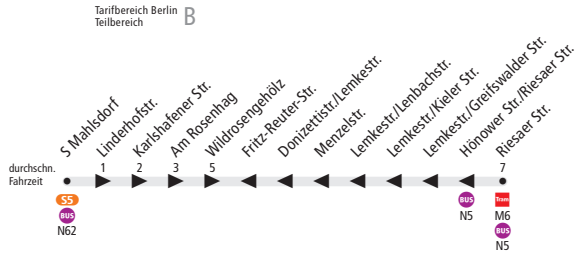 Tarifbereich Berlin
Teilbereich
B
S Mahlsdorf
Linderhofstr.
Karlshafener Str.
Am Rosenhag
Wildrosengehölz
Fritz-Reuter-Str.
Donizettistr./Lemkestr.
Menzelstr.
Lemkestr./Lenbachstr.
Lemkestr./Kieler Str.
Lemkestr./Greifswalder Str.
Hönower Str./Riesaer Str.
Riesaer Str.
durchschn.
Fahrzeit
1 2 3 5 7
S5 BUS Tram
BUS N5 M6
N62 BUS
N5